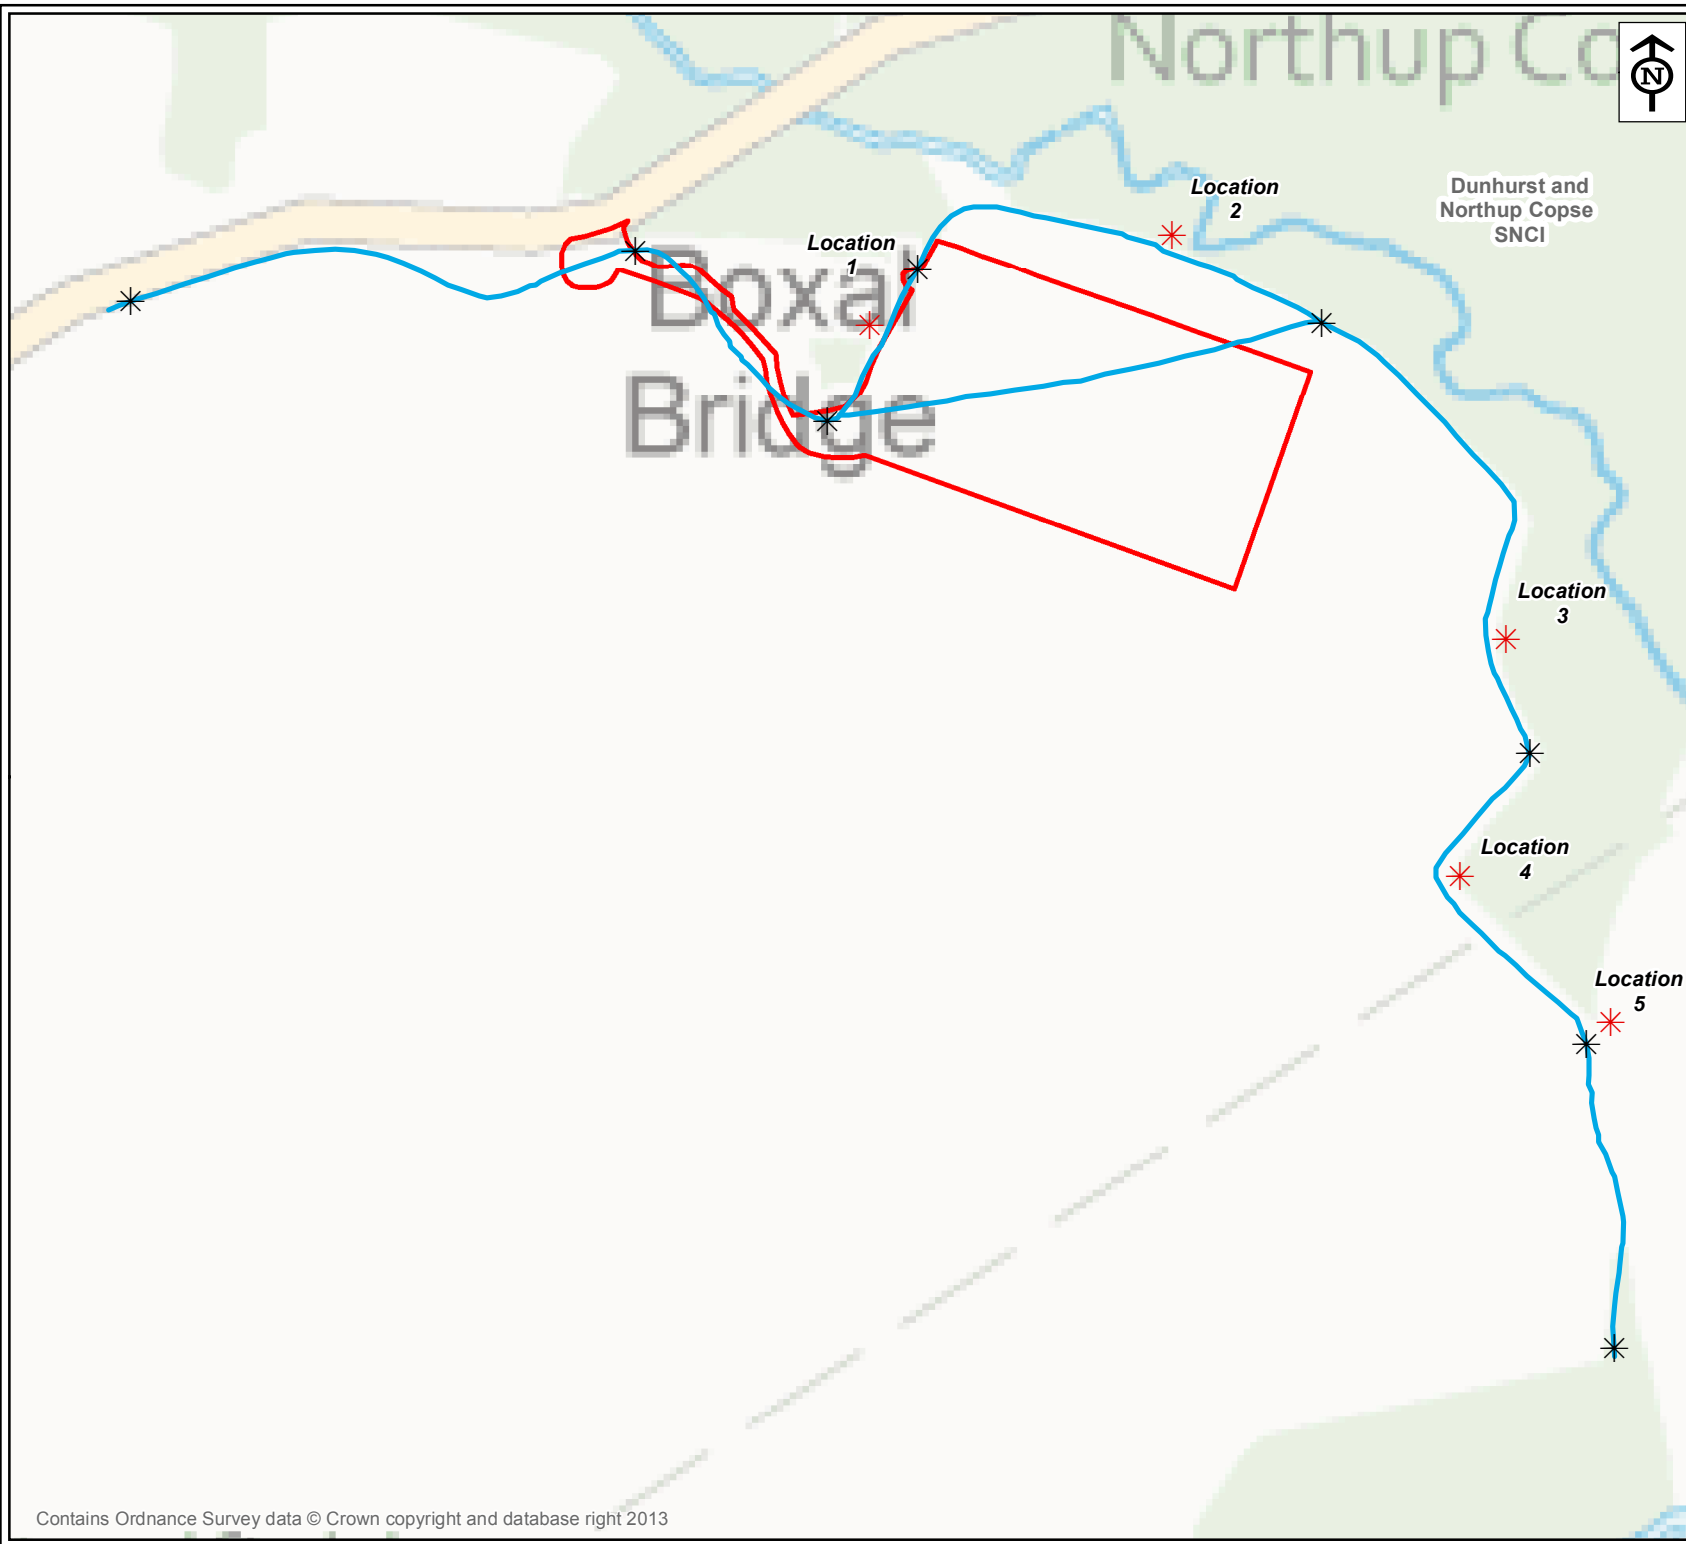 Northup Co
N
Dunhurst and
Northup Copse
SNCI
Location
2
Location
1
Boxal
Bridge
Location
3
Location
4
Location
5
Contains Ordnance Survey data © Crown copyright and database right 2013